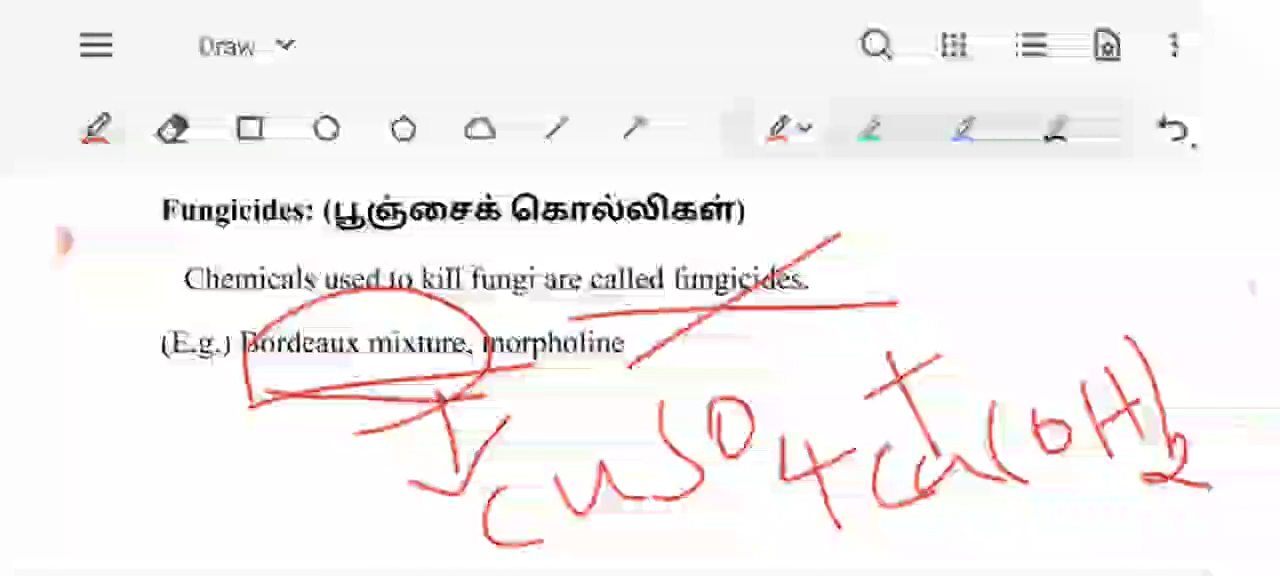 Draw
Fungicides: (பூஞ்சைக் கொல்லிகள்)
Chemicals used to kill fungi are called fungicides.
(E.g.) Bordeaux mixture, morpholine
CuSO4 + Ca(OH)2